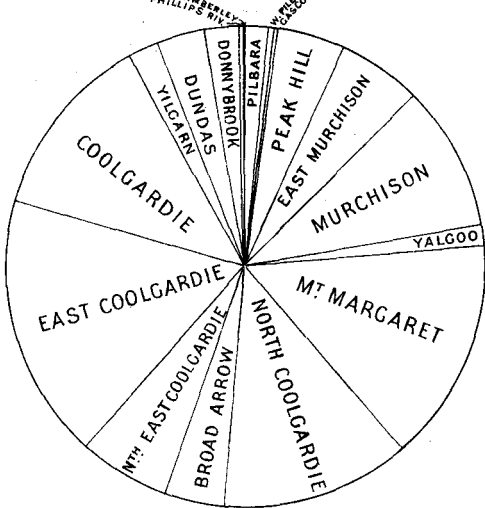 PHILLIPS RIV.
PILBARA
PEAK HILL
EAST MURCHISON
MURCHISON
YALGOO
MT MARGARET
NORTH COOLGARDIE
BROAD ARROW
NTH EAST COOLGARDIE
EAST COOLGARDIE
COOLGARDIE
YILGARN
DUNDAS
DONNYBROOK